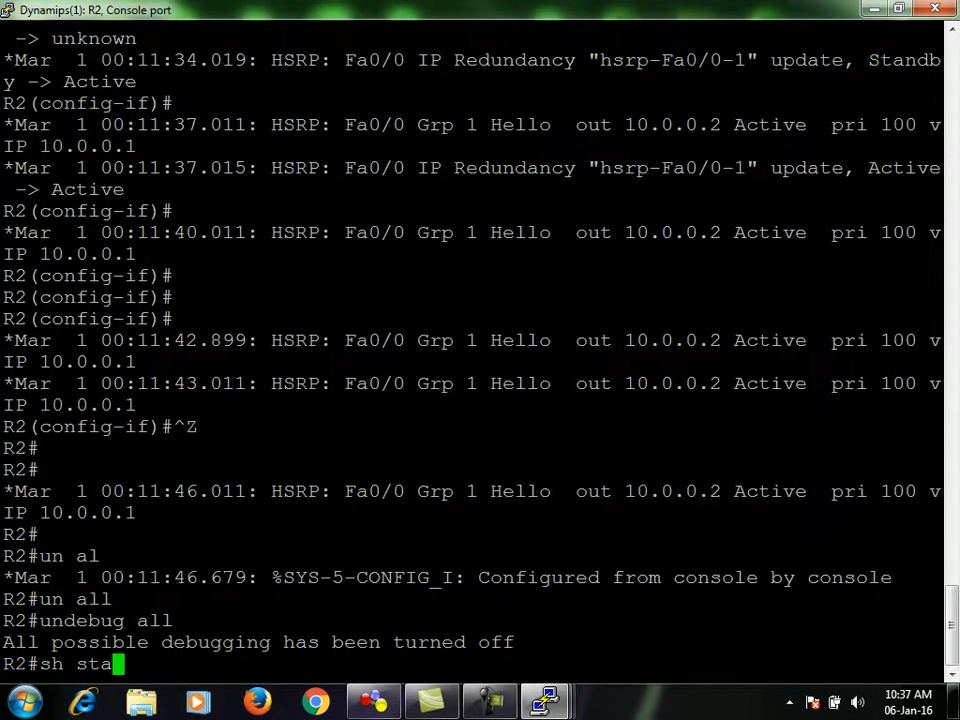 Dynamips(1): R2, Console port
 -> unknown
*Mar  1 00:11:34.019: HSRP: Fa0/0 IP Redundancy "hsrp-Fa0/0-1" update, Standb
y -> Active
R2(config-if)#
*Mar  1 00:11:37.011: HSRP: Fa0/0 Grp 1 Hello  out 10.0.0.2 Active  pri 100 v
IP 10.0.0.1
*Mar  1 00:11:37.015: HSRP: Fa0/0 IP Redundancy "hsrp-Fa0/0-1" update, Active
 -> Active
R2(config-if)#
*Mar  1 00:11:40.011: HSRP: Fa0/0 Grp 1 Hello  out 10.0.0.2 Active  pri 100 v
IP 10.0.0.1
R2(config-if)#
R2(config-if)#
R2(config-if)#
*Mar  1 00:11:42.899: HSRP: Fa0/0 Grp 1 Hello  out 10.0.0.2 Active  pri 100 v
IP 10.0.0.1
*Mar  1 00:11:43.011: HSRP: Fa0/0 Grp 1 Hello  out 10.0.0.2 Active  pri 100 v
IP 10.0.0.1
R2(config-if)#^Z
R2#
R2#
*Mar  1 00:11:46.011: HSRP: Fa0/0 Grp 1 Hello  out 10.0.0.2 Active  pri 100 v
IP 10.0.0.1
R2#
R2#un al
*Mar  1 00:11:46.679: %SYS-5-CONFIG_I: Configured from console by console
R2#un all
R2#undebug all
All possible debugging has been turned off
R2#sh sta
10:37 AM
06-Jan-16